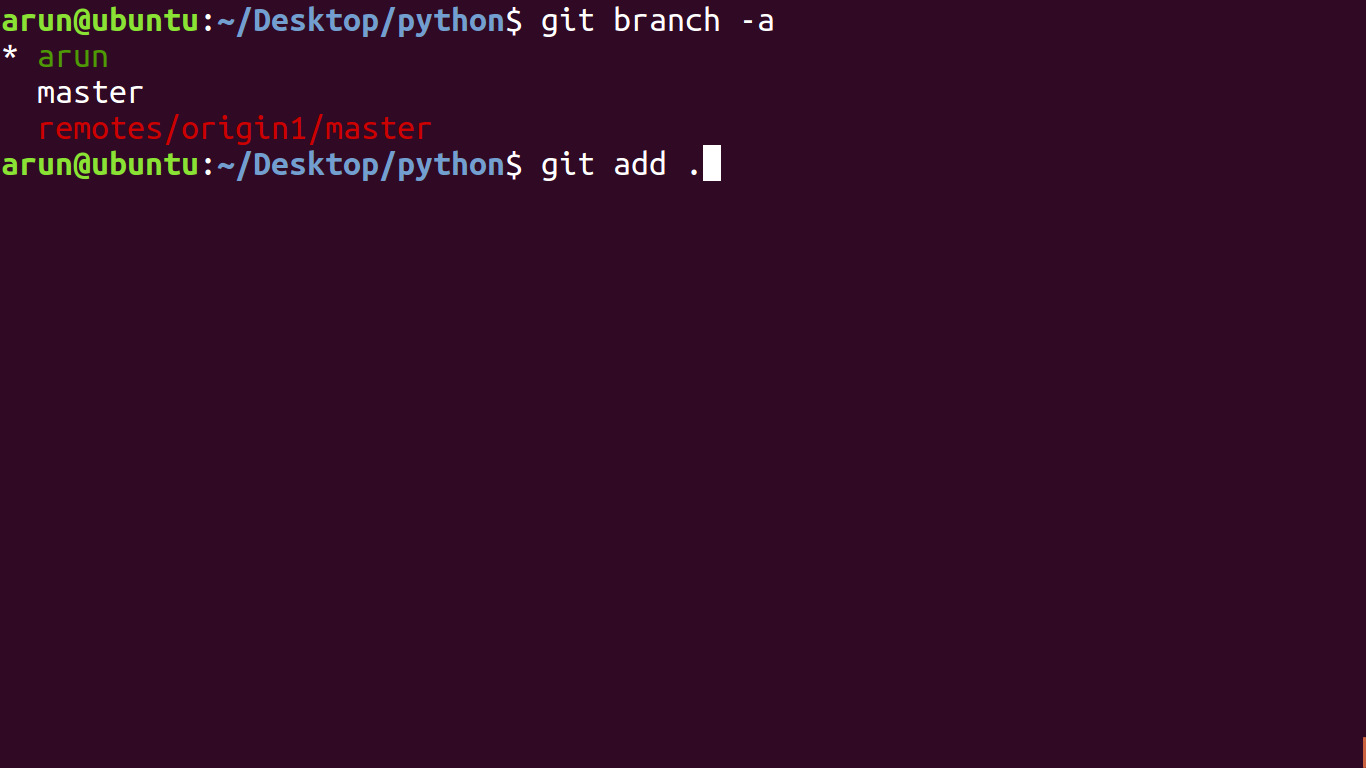 arun@ubuntu:~/Desktop/python$ git branch -a
* arun
  master
  remotes/origin1/master
arun@ubuntu:~/Desktop/python$ git add .